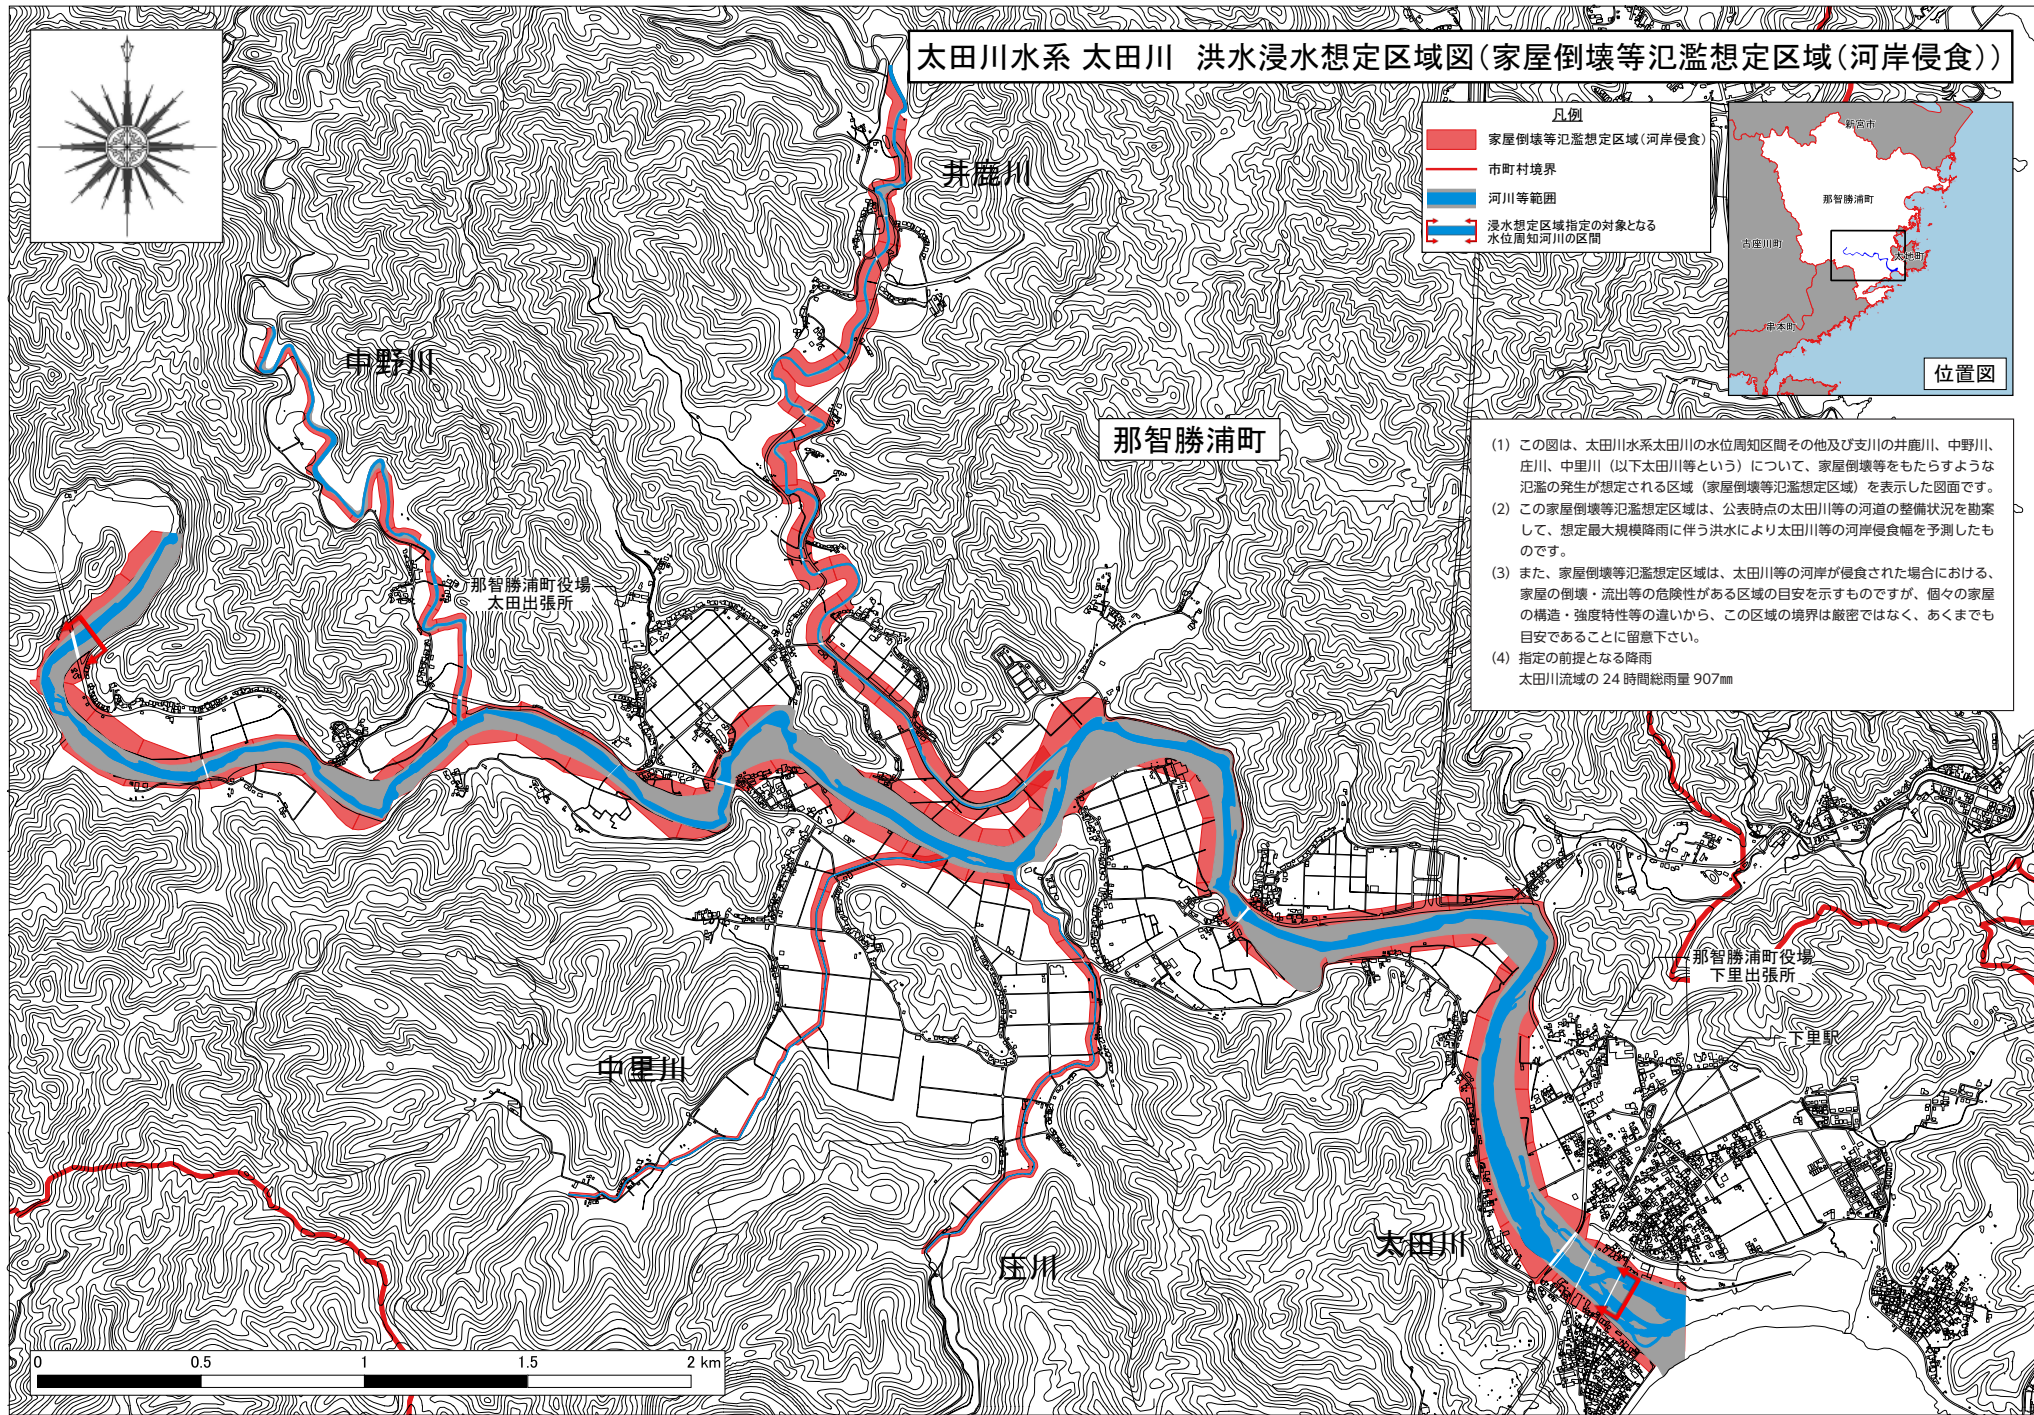 太田川水系 太田川 洪水浸水想定区域図(家屋倒壊等氾濫想定区域(河岸侵食))
凡例
家屋倒壊等氾濫想定区域(河岸侵食)
市町村境界
河川等範囲
浸水想定区域指定の対象となる
水位周知河川の区間
新宮市
那智勝浦町
古座川町
太地町
串本町
位置図
井鹿川
中野川
那智勝浦町
(1) この図は、太田川水系太田川の水位周知区間その他及び支川の井鹿川、中野川、
庄川、中里川（以下太田川等という）について、家屋倒壊等をもたらすような
氾濫の発生が想定される区域（家屋倒壊等氾濫想定区域）を表示した図面です。
(2) この家屋倒壊等氾濫想定区域は、公表時点の太田川等の河道の整備状況を勘案
して、想定最大規模降雨に伴う洪水により太田川等の河岸侵食幅を予測したも
のです。
(3) また、家屋倒壊等氾濫想定区域は、太田川等の河岸が侵食された場合における、
家屋の倒壊・流出等の危険性がある区域の目安を示すものですが、個々の家屋
の構造・強度特性等の違いから、この区域の境界は厳密ではなく、あくまでも
目安であることに留意下さい。
(4) 指定の前提となる降雨
太田川流域の 24 時間総雨量 907㎜
那智勝浦町役場
太田出張所
那智勝浦町役場
下里出張所
下里駅
中里川
庄川
太田川
0 0.5 1 1.5 2 km